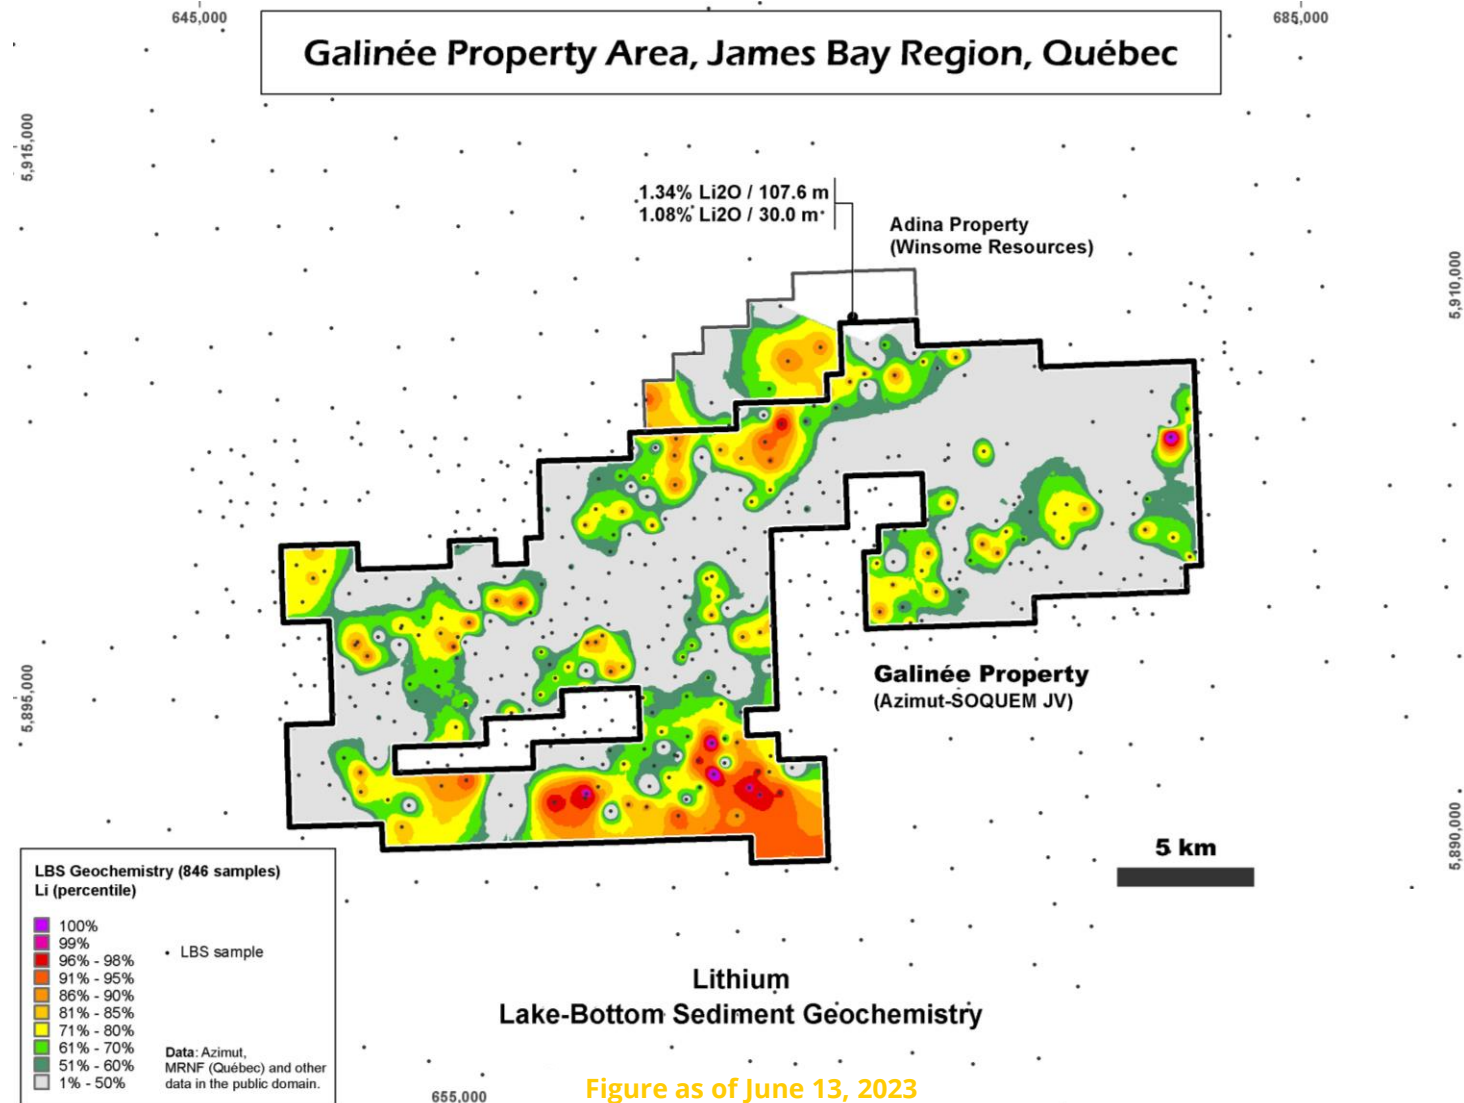 645,000
685,000
Galinée Property Area, James Bay Region, Québec
5,915,000
1.34% Li2O / 107.6 m
1.08% Li2O / 30.0 m
Adina Property
(Winsome Resources)
5,910,000
Galinée Property
(Azimut-SOQUEM JV)
5,895,000
5 km
5,890,000
LBS Geochemistry (846 samples)
Li (percentile)
100%
99%
96% - 98%
91% - 95%
86% - 90%
81% - 85%
71% - 80%
61% - 70%
51% - 60%
1% - 50%
LBS sample
Data: Azimut,
MRNF (Québec) and other
data in the public domain.
Lithium
Lake-Bottom Sediment Geochemistry
Figure as of June 13, 2023
655,000